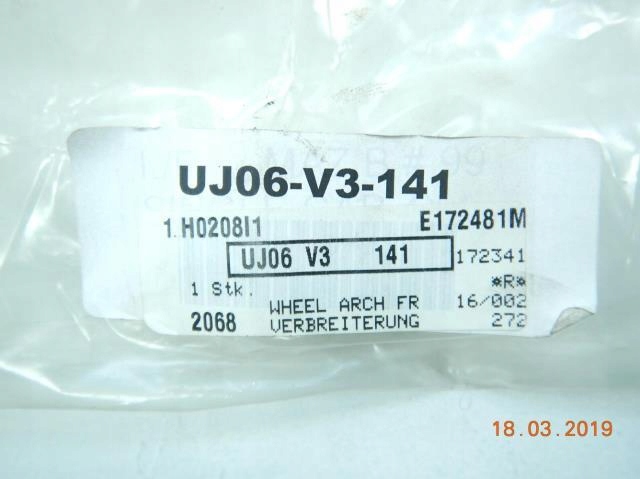 UJ06-V3-141
1.H0208I1 E172481M
UJ06 V3 141 172341
*R*
1 Stk. WHEEL ARCH FR 16/002
2068 VERBREITERUNG 272
18.03.2019